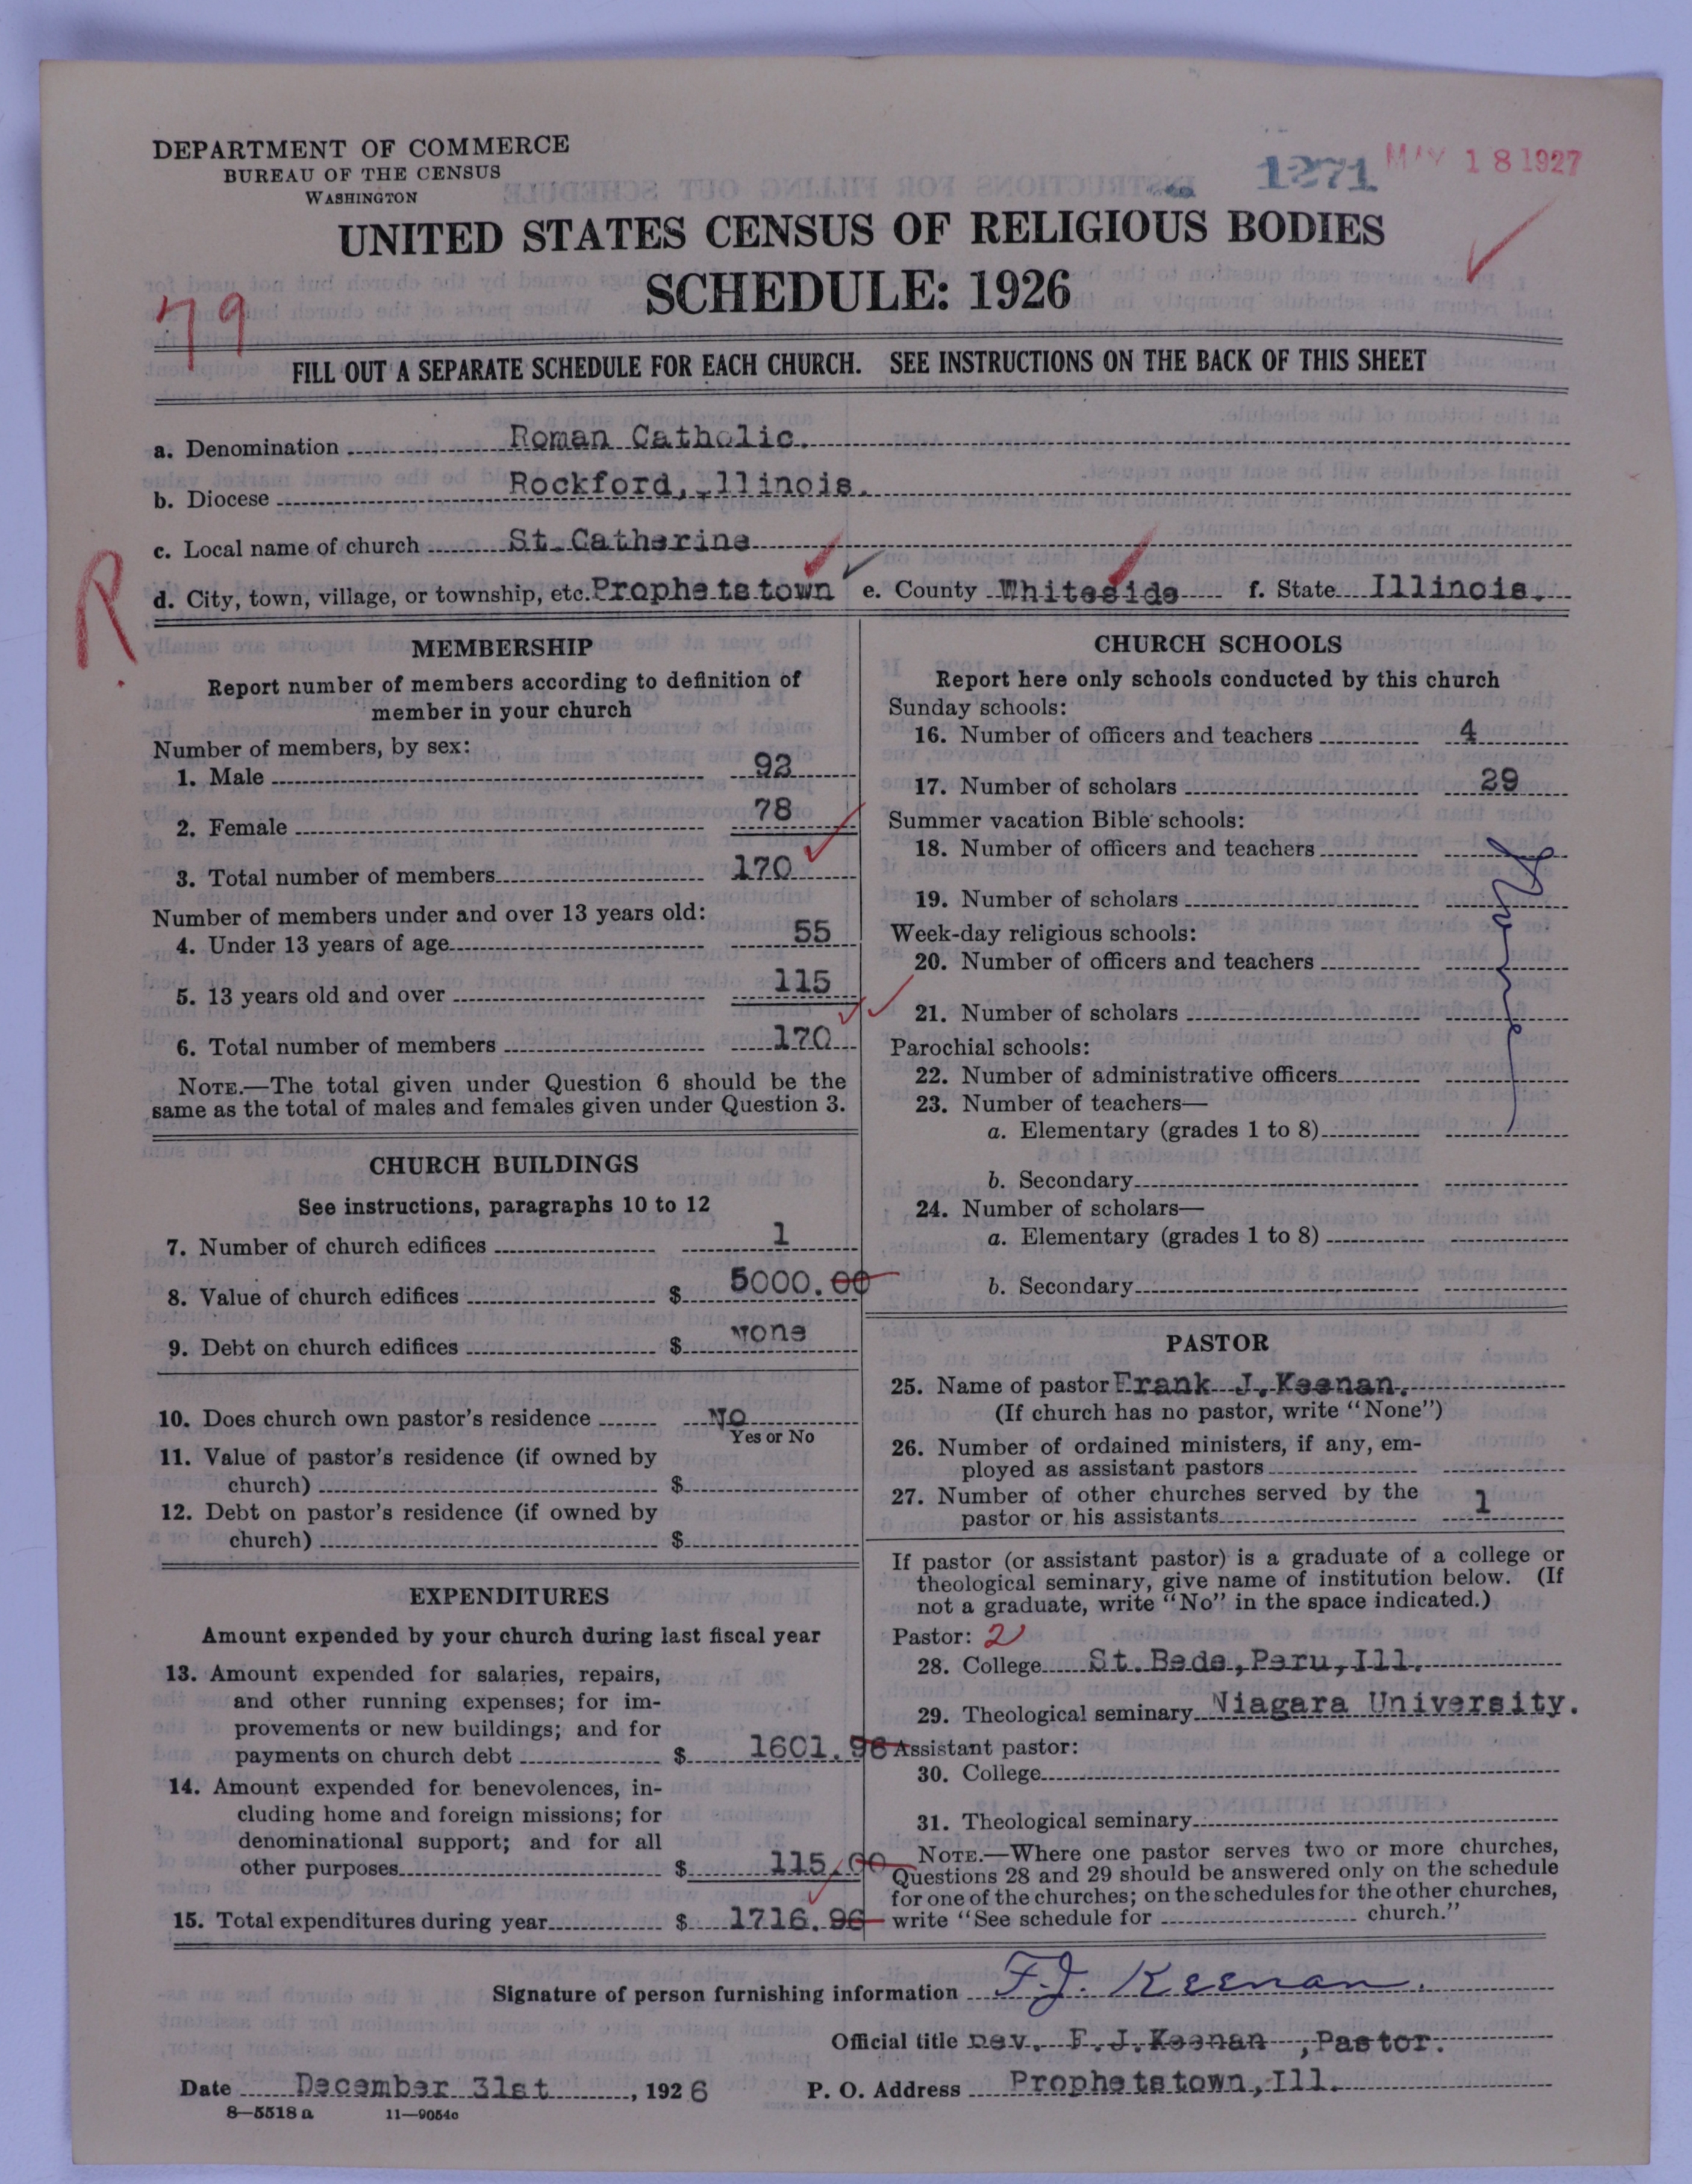 DEPARTMENT OF COMMERCE
BUREAU OF THE CENSUS
WASHINGTON
1271 MAY 18 1927
UNITED STATES CENSUS OF RELIGIOUS BODIES
SCHEDULE: 1926
79
FILL OUT A SEPARATE SCHEDULE FOR EACH CHURCH. SEE INSTRUCTIONS ON THE BACK OF THIS SHEET
a. Denomination Roman Catholic.
b. Diocese Rockford, Illinois.
c. Local name of church St. Catherine
R
d. City, town, village, or township, etc. Prophetstown e. County Whiteside f. State Illinois.
MEMBERSHIP
Report number of members according to definition of
member in your church
Number of members, by sex:
1. Male 92
2. Female 78
3. Total number of members 170
Number of members under and over 13 years old:
4. Under 13 years of age 55
5. 13 years old and over 115
6. Total number of members 170
NOTE.—The total given under Question 6 should be the
same as the total of males and females given under Question 3.
CHURCH BUILDINGS
See instructions, paragraphs 10 to 12
7. Number of church edifices 1
8. Value of church edifices $ 5000.00
9. Debt on church edifices $ None
10. Does church own pastor's residence NO
Yes or No
11. Value of pastor's residence (if owned by
church) $
12. Debt on pastor's residence (if owned by
church) $
EXPENDITURES
Amount expended by your church during last fiscal year
13. Amount expended for salaries, repairs,
and other running expenses; for im-
provements or new buildings; and for
payments on church debt $ 1601.96
14. Amount expended for benevolences, in-
cluding home and foreign missions; for
denominational support; and for all
other purposes $ 115.00
15. Total expenditures during year $ 1716.96
CHURCH SCHOOLS
Report here only schools conducted by this church
Sunday schools:
16. Number of officers and teachers 4
17. Number of scholars 29
Summer vacation Bible schools:
18. Number of officers and teachers
19. Number of scholars
Week-day religious schools:
20. Number of officers and teachers
21. Number of scholars
Parochial schools:
22. Number of administrative officers
23. Number of teachers—
a. Elementary (grades 1 to 8)
b. Secondary
24. Number of scholars—
a. Elementary (grades 1 to 8)
b. Secondary
PASTOR
25. Name of pastor Frank J. Keenan.
(If church has no pastor, write "None")
26. Number of ordained ministers, if any, em-
ployed as assistant pastors
27. Number of other churches served by the
pastor or his assistants 1
If pastor (or assistant pastor) is a graduate of a college or
theological seminary, give name of institution below. (If
not a graduate, write "No" in the space indicated.)
Pastor: 2
28. College St. Bede, Peru, Ill.
29. Theological seminary Niagara University.
Assistant pastor:
30. College
31. Theological seminary
NOTE.—Where one pastor serves two or more churches,
Questions 28 and 29 should be answered only on the schedule
for one of the churches; on the schedules for the other churches,
write "See schedule for church."
Signature of person furnishing information F.J. Keenan.
Official title Rev. F. J. Keenan, Pastor.
Date December 31st, 1926 P. O. Address Prophetstown, Ill.
8—5518 a 11—9054c